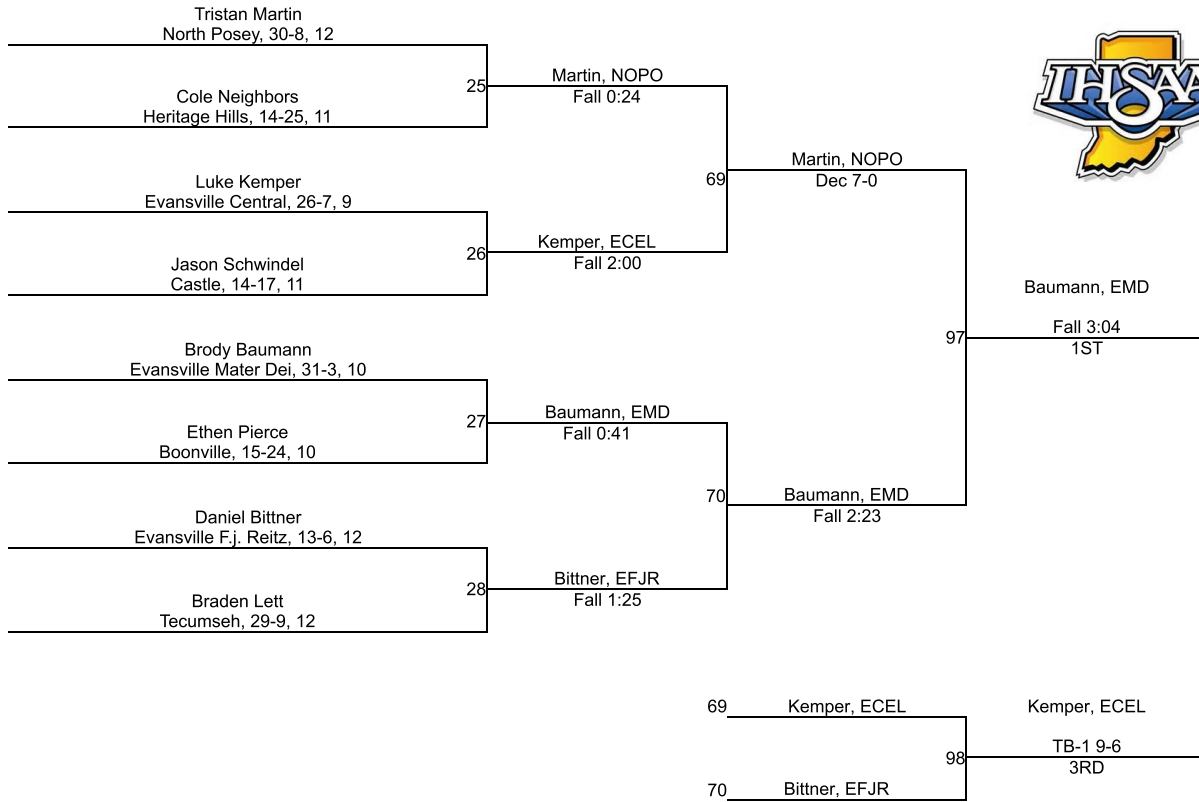 Tristan Martin
North Posey, 30-8, 12
Cole Neighbors
Heritage Hills, 14-25, 11
25
Martin, NOPO
Fall 0:24
Luke Kemper
Evansville Central, 26-7, 9
Jason Schwindel
Castle, 14-17, 11
26
Kemper, ECEL
Fall 2:00
69
Martin, NOPO
Dec 7-0
Brody Baumann
Evansville Mater Dei, 31-3, 10
Ethen Pierce
Boonville, 15-24, 10
27
Baumann, EMD
Fall 0:41
Daniel Bittner
Evansville F.j. Reitz, 13-6, 12
Braden Lett
Tecumseh, 29-9, 12
28
Bittner, EFJR
Fall 1:25
70
Baumann, EMD
Fall 2:23
97
Baumann, EMD
Fall 3:04
1ST
IHSAA
69
Kemper, ECEL
70
Bittner, EFJR
98
Kemper, ECEL
TB-1 9-6
3RD